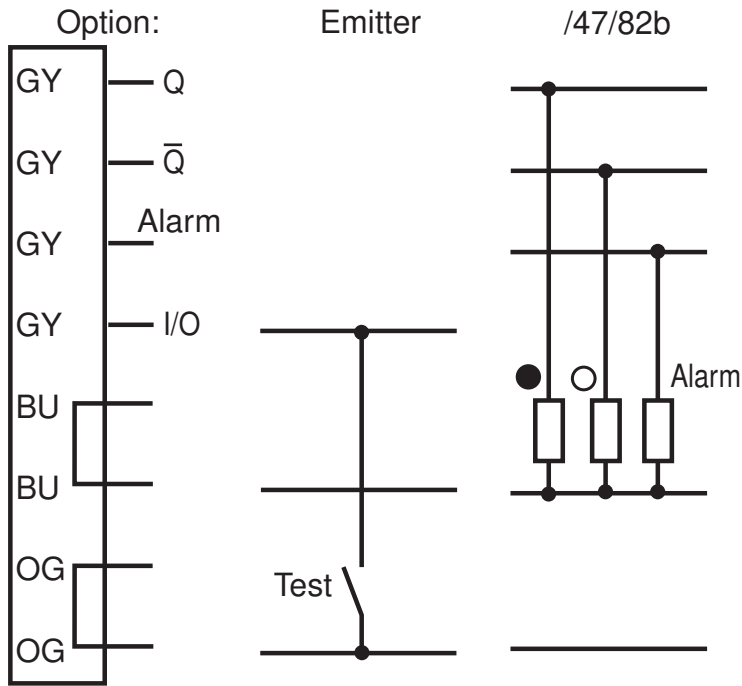 Option: Emitter /47/82b
GY Q
GY Q̅
GY Alarm
GY I/O
BU Alarm
BU
OG Test
OG